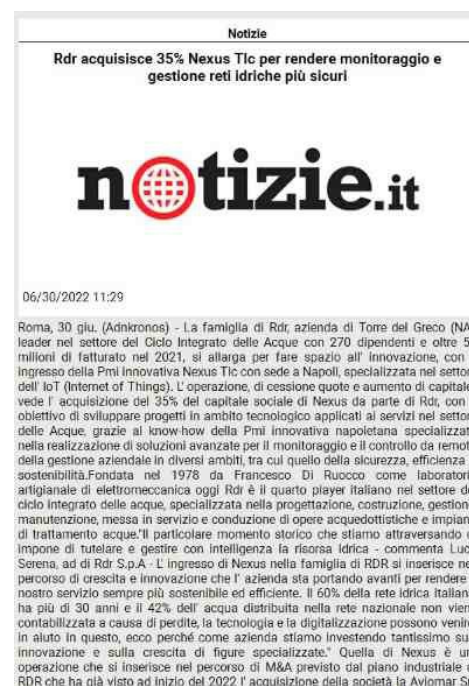 Notizie
Rdr acquisisce 35% Nexus Tlc per rendere monitoraggio e
gestione reti idriche più sicuri
notizie.it
06/30/2022 11:29
Roma, 30 giu. (Adnkronos) - La famiglia di Rdr, azienda di Torre del Greco (NA
leader nel settore del Ciclo Integrato delle Acque con 270 dipendenti e oltre 5
milioni di fatturato nel 2021, si allarga per fare spazio all' innovazione, con
ingresso della Pmi innovativa Nexus Tlc con sede a Napoli, specializzata nel settor
dell' IoT (Internet of Things). L' operazione, di cessione quote e aumento di capitale
vede l' acquisizione del 35% del capitale sociale di Nexus da parte di Rdr, con
obiettivo di sviluppare progetti in ambito tecnologico applicati ai servizi nel settor
delle Acque, grazie al know-how della Pmi innovativa napoletana specializzat
nella realizzazione di soluzioni avanzate per il monitoraggio e il controllo da remot
della gestione aziendale in diversi ambiti, tra cui quello della sicurezza, efficienza
sostenibilità.Fondata nel 1978 da Francesco Di Ruocco come laboratori
artigianale di elettromeccanica oggi Rdr è il quarto player italiano nel settore de
ciclo integrato delle acque, specializzata nella progettazione, costruzione, gestion
manutenzione, messa in servizio e conduzione di opere acquedottistiche e impian
di trattamento acque."Il particolare momento storico che stiamo attraversando
impone di tutelare e gestire con intelligenza la risorsa idrica - commenta Luc
Serena, ad di Rdr S.p.A - L' ingresso di Nexus nella famiglia di RDR si inserisce ne
percorso di crescita e innovazione che l' azienda sta portando avanti per rendere
nostro servizio sempre più sostenibile ed efficiente. Il 60% della rete idrica italian
ha più di 30 anni e il 42% dell' acqua distribuita nella rete nazionale non vien
contabilizzata a causa di perdite, la tecnologia e la digitalizzazione possono venir
in aiuto in questo, ecco perché come azienda stiamo investendo tantissimo su
innovazione e sulla crescita di figure specializzate." Quella di Nexus è un
operazione che si inserisce nel percorso di M&A previsto dal piano industriale
RDR che ha già visto ad inizio del 2022 l' acquisizione della società la Aviomar Sr